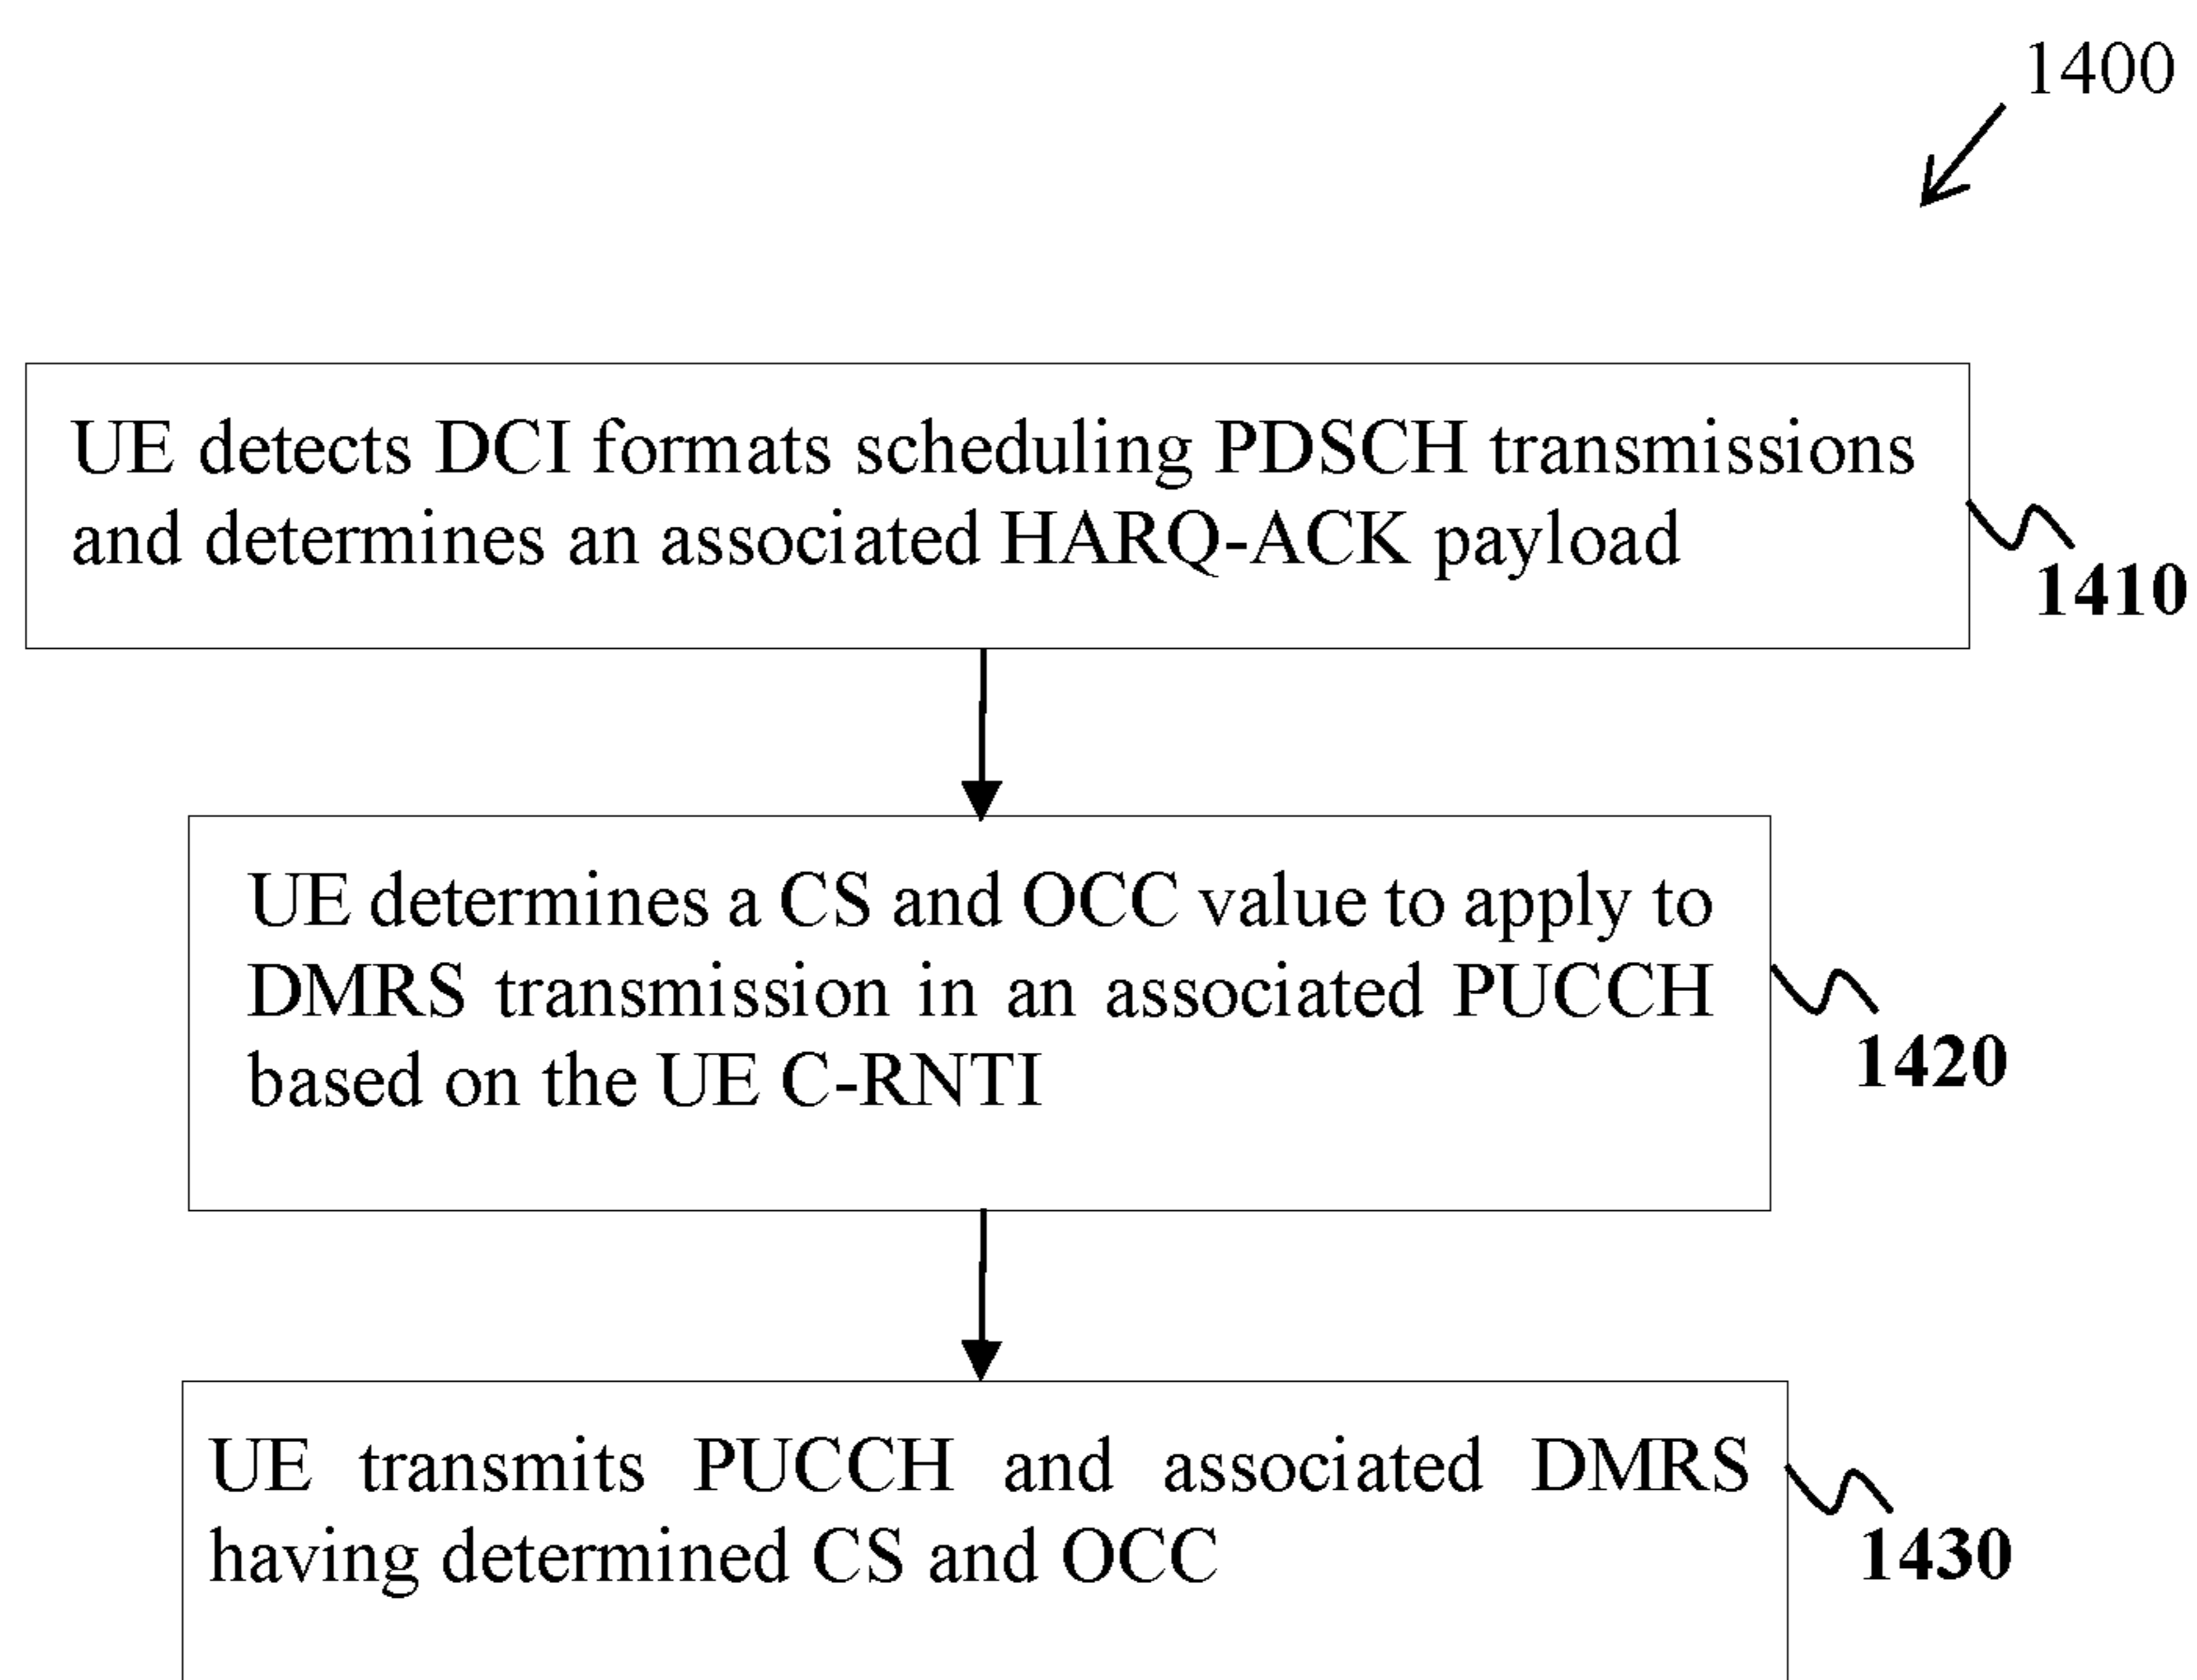 1400
UE detects DCI formats scheduling PDSCH transmissions
and determines an associated HARQ-ACK payload
1410
UE determines a CS and OCC value to apply to
DMRS transmission in an associated PUCCH
based on the UE C-RNTI
1420
UE transmits PUCCH and associated DMRS
having determined CS and OCC
1430